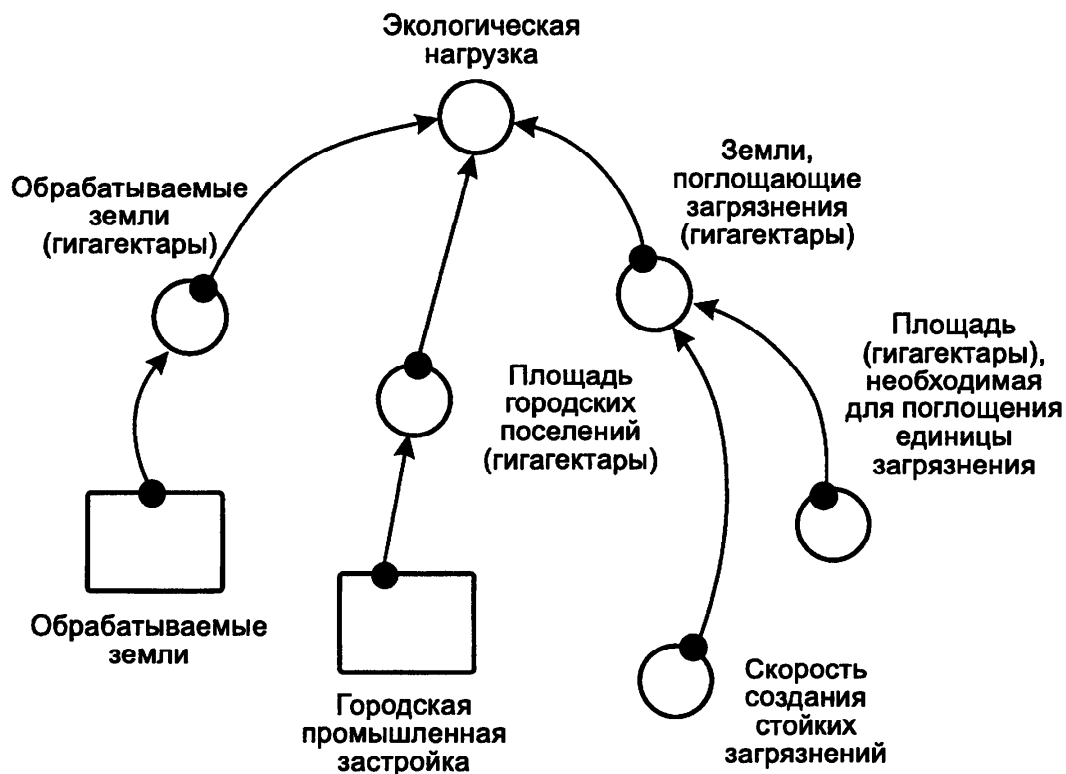 Экологическая
нагрузка
Обрабатываемые
земли
(гигагектары)
Земли,
поглощающие
загрязнения
(гигагектары)
Площадь
(гигагектары),
необходимая
для поглощения
единицы
загрязнения
Площадь
городских
поселений
(гигагектары)
Обрабатываемые
земли
Городская
промышленная
застройка
Скорость
создания
стойких
загрязнений